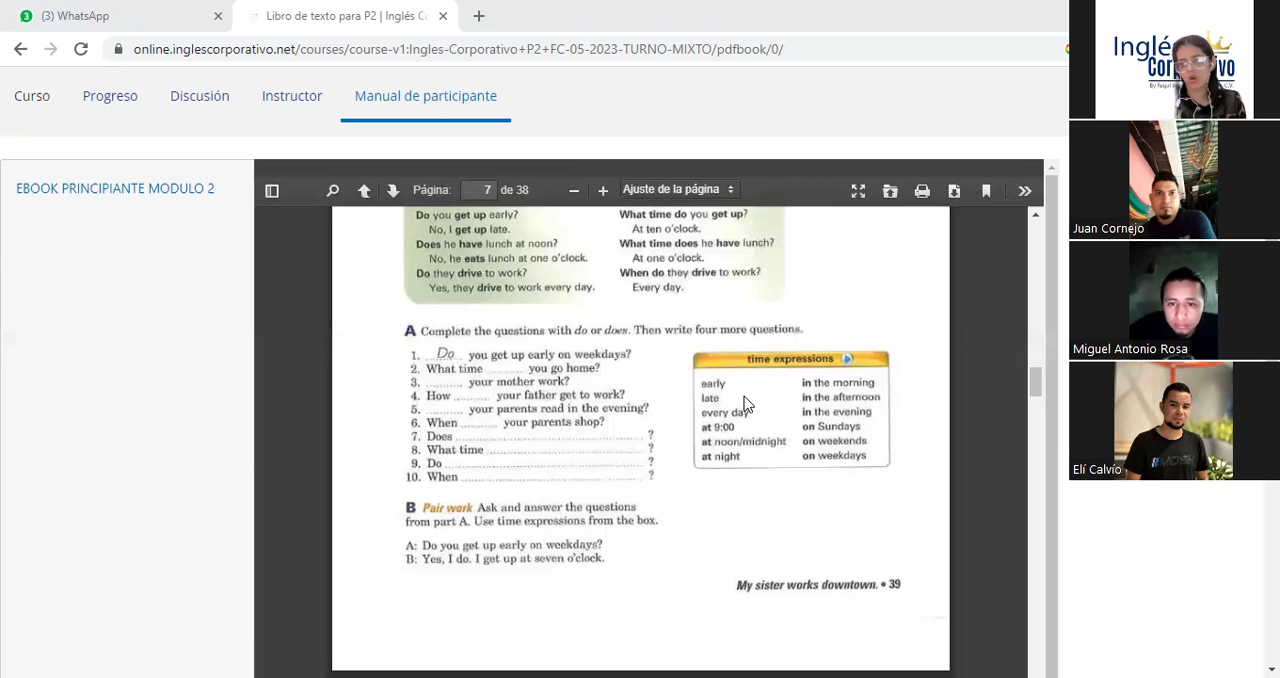 (3) WhatsApp
Libro de texto para P2 | Inglés C
online.inglescorporativo.net/courses/course-v1:Ingles-Corporativo+P2+FC-05-2023-TURNO-MIXTO/pdfbook/0/
Curso Progreso Discusión Instructor Manual de participante
EBOOK PRINCIPIANTE MODULO 2
Página: 7 de 38 Ajuste de la página
Do you get up early?
No, I get up late.
Does he have lunch at noon?
No, he eats lunch at one o'clock.
Do they drive to work?
Yes, they drive to work every day.
What time do you get up?
At ten o'clock.
What time does he have lunch?
At one o'clock.
When do they drive to work?
Every day.
A Complete the questions with do or does. Then write four more questions.
1. Do you get up early on weekdays?
2. What time ........ you go home?
3. ........ your mother work?
4. How ........ your father get to work?
5. ........ your parents read in the evening?
6. When ........ your parents shop?
7. Does ........ ?
8. What time ........ ?
9. Do ........ ?
10. When ........ ?
time expressions
early in the morning
late in the afternoon
every day in the evening
at 9:00 on Sundays
at noon/midnight on weekends
at night on weekdays
B Pair work Ask and answer the questions
from part A. Use time expressions from the box.
A: Do you get up early on weekdays?
B: Yes, I do. I get up at seven o'clock.
My sister works downtown. • 39
Inglé
Corp vo
Juan Cornejo
Miguel Antonio Rosa
Elí Calvío